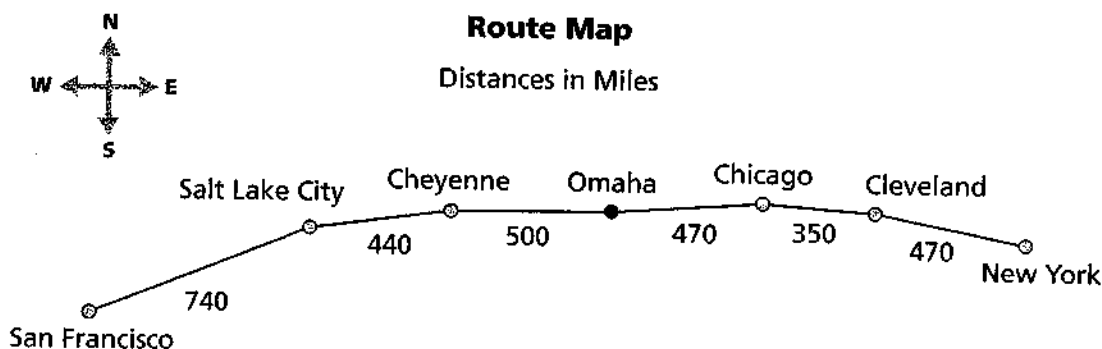 N
W E
S
Route Map
Distances in Miles
Salt Lake City Cheyenne Omaha Chicago Cleveland
440 500 470 350 470
New York
740
San Francisco